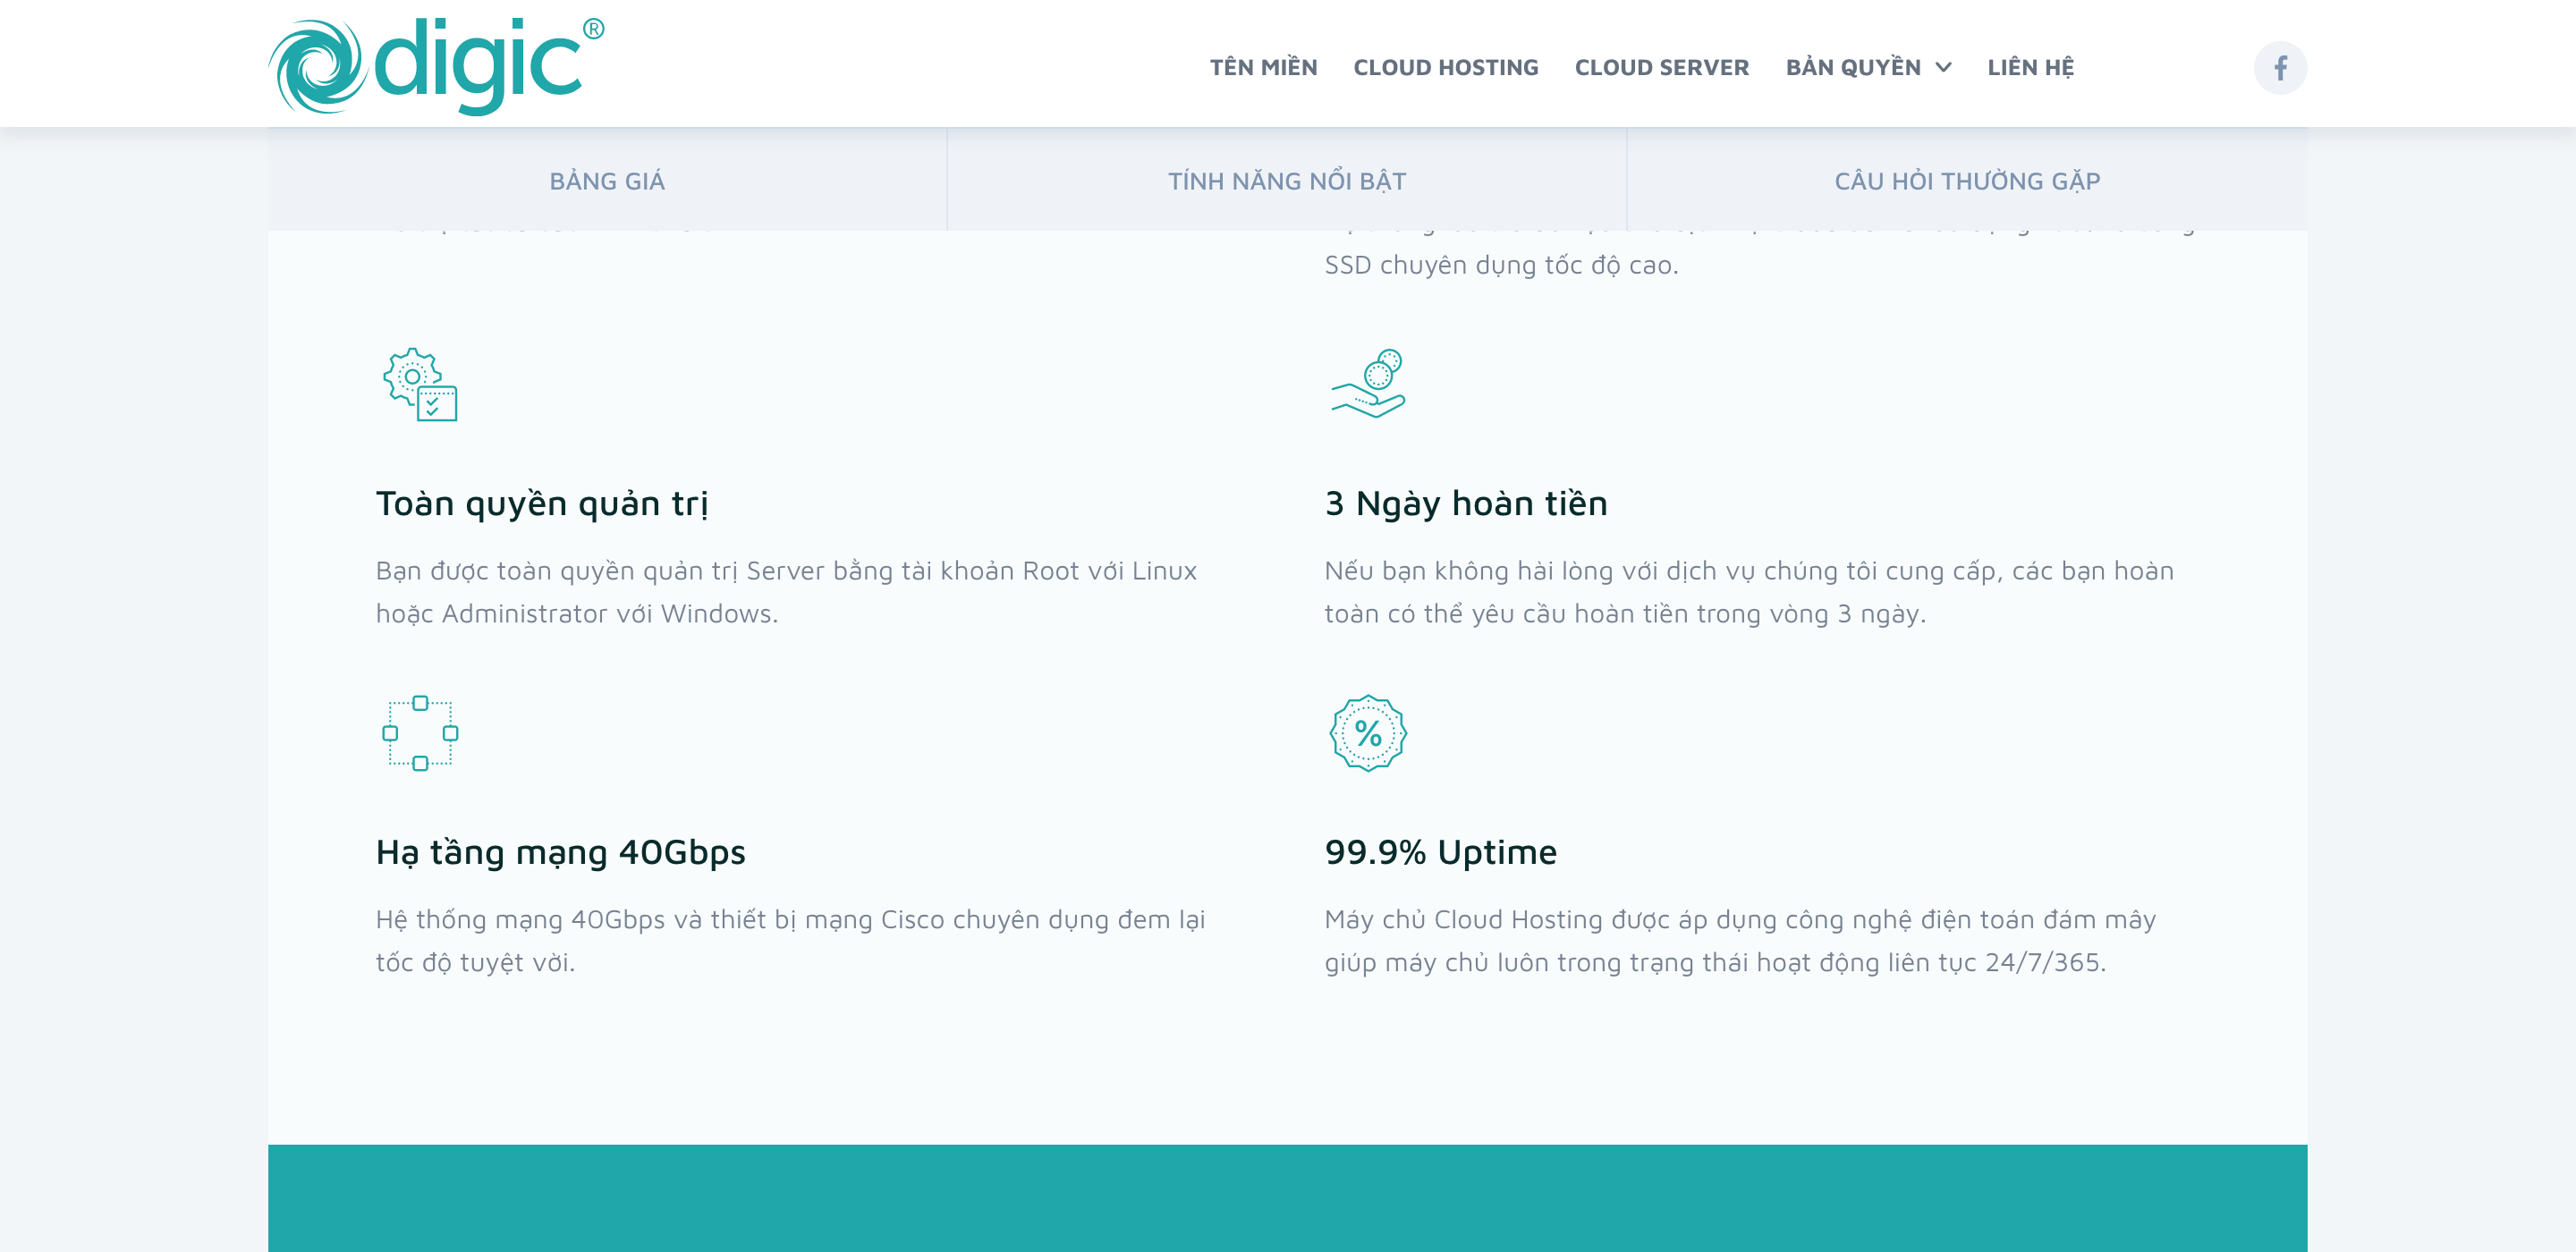 digic®
TÊN MIỀN
CLOUD HOSTING
CLOUD SERVER
BẢN QUYỀN
LIÊN HỆ
BẢNG GIÁ
TÍNH NĂNG NỔI BẬT
CÂU HỎI THƯỜNG GẶP
SSD chuyên dụng tốc độ cao.
Toàn quyền quản trị
Bạn được toàn quyền quản trị Server bằng tài khoản Root với Linux
hoặc Administrator với Windows.
3 Ngày hoàn tiền
Nếu bạn không hài lòng với dịch vụ chúng tôi cung cấp, các bạn hoàn
toàn có thể yêu cầu hoàn tiền trong vòng 3 ngày.
Hạ tầng mạng 40Gbps
Hệ thống mạng 40Gbps và thiết bị mạng Cisco chuyên dụng đem lại
tốc độ tuyệt vời.
%
99.9% Uptime
Máy chủ Cloud Hosting được áp dụng công nghệ điện toán đám mây
giúp máy chủ luôn trong trạng thái hoạt động liên tục 24/7/365.